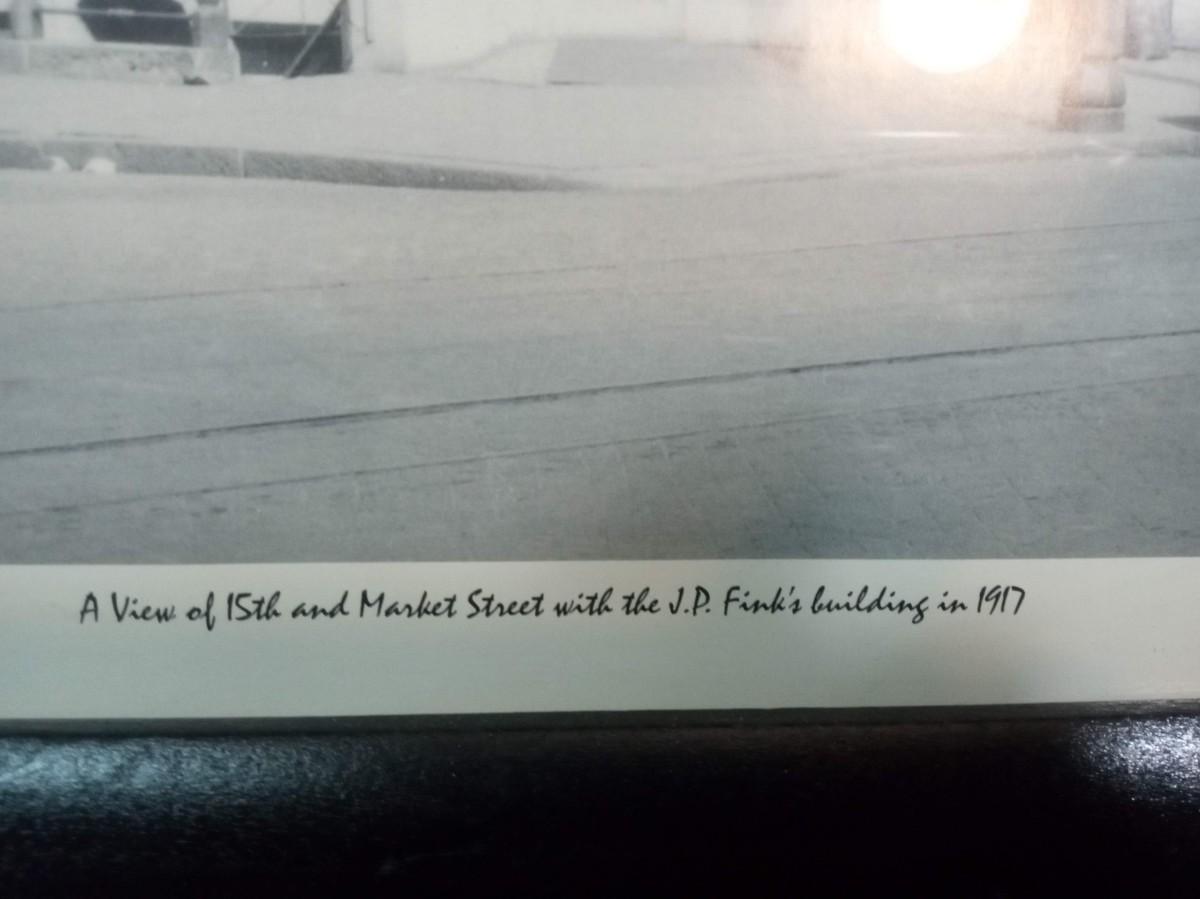 A View of 15th and Market Street with the J.P. Fink's building in 1917